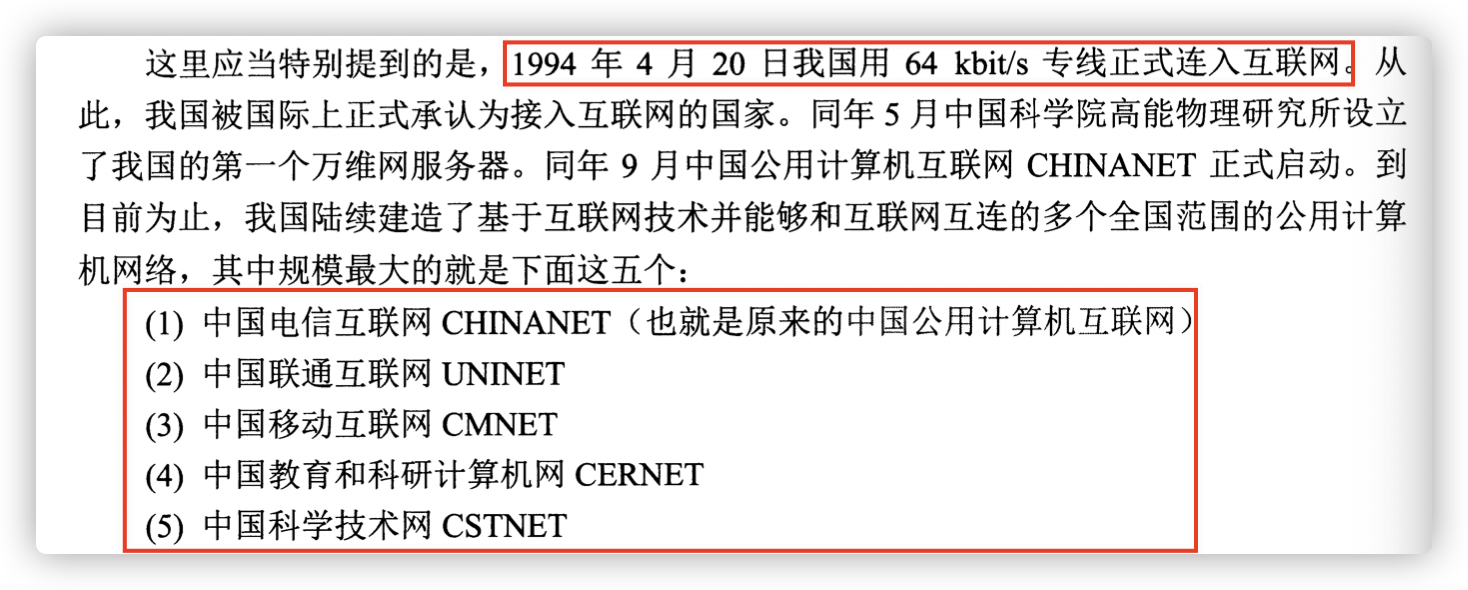 这里应当特别提到的是，1994 年 4 月 20 日我国用 64 kbit/s 专线正式连入互联网。从
此，我国被国际上正式承认为接入互联网的国家。同年 5 月中国科学院高能物理研究所设立
了我国的第一个万维网服务器。同年 9 月中国公用计算机互联网 CHINANET 正式启动。到
目前为止，我国陆续建造了基于互联网技术并能够和互联网互连的多个全国范围的公用计算
机网络，其中规模最大的就是下面这五个：
(1) 中国电信互联网 CHINANET（也就是原来的中国公用计算机互联网）
(2) 中国联通互联网 UNINET
(3) 中国移动互联网 CMNET
(4) 中国教育和科研计算机网 CERNET
(5) 中国科学技术网 CSTNET